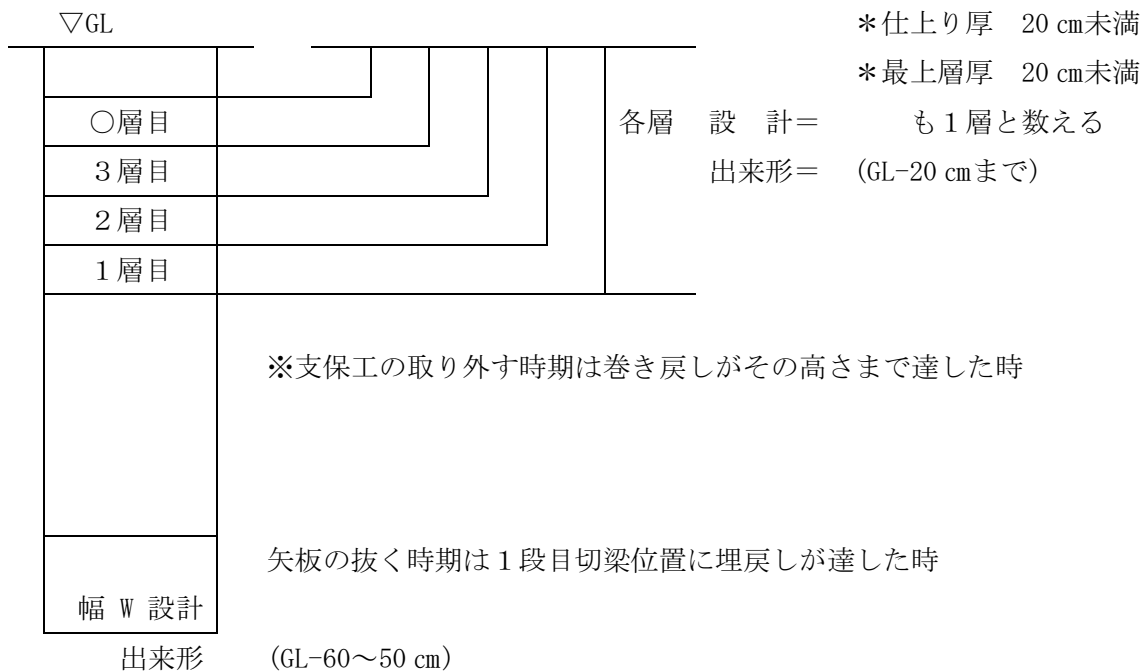 ▽GL ＊仕上り厚　20 ㎝未満
＊最上層厚　20 ㎝未満
○層目 各層　設　計＝ も１層と数える
３層目 出来形＝ (GL-20 ㎝まで)
２層目
１層目
※支保工の取り外す時期は巻き戻しがその高さまで達した時
矢板の抜く時期は１段目切梁位置に埋戻しが達した時
幅 W 設計
出来形 (GL-60～50 ㎝)